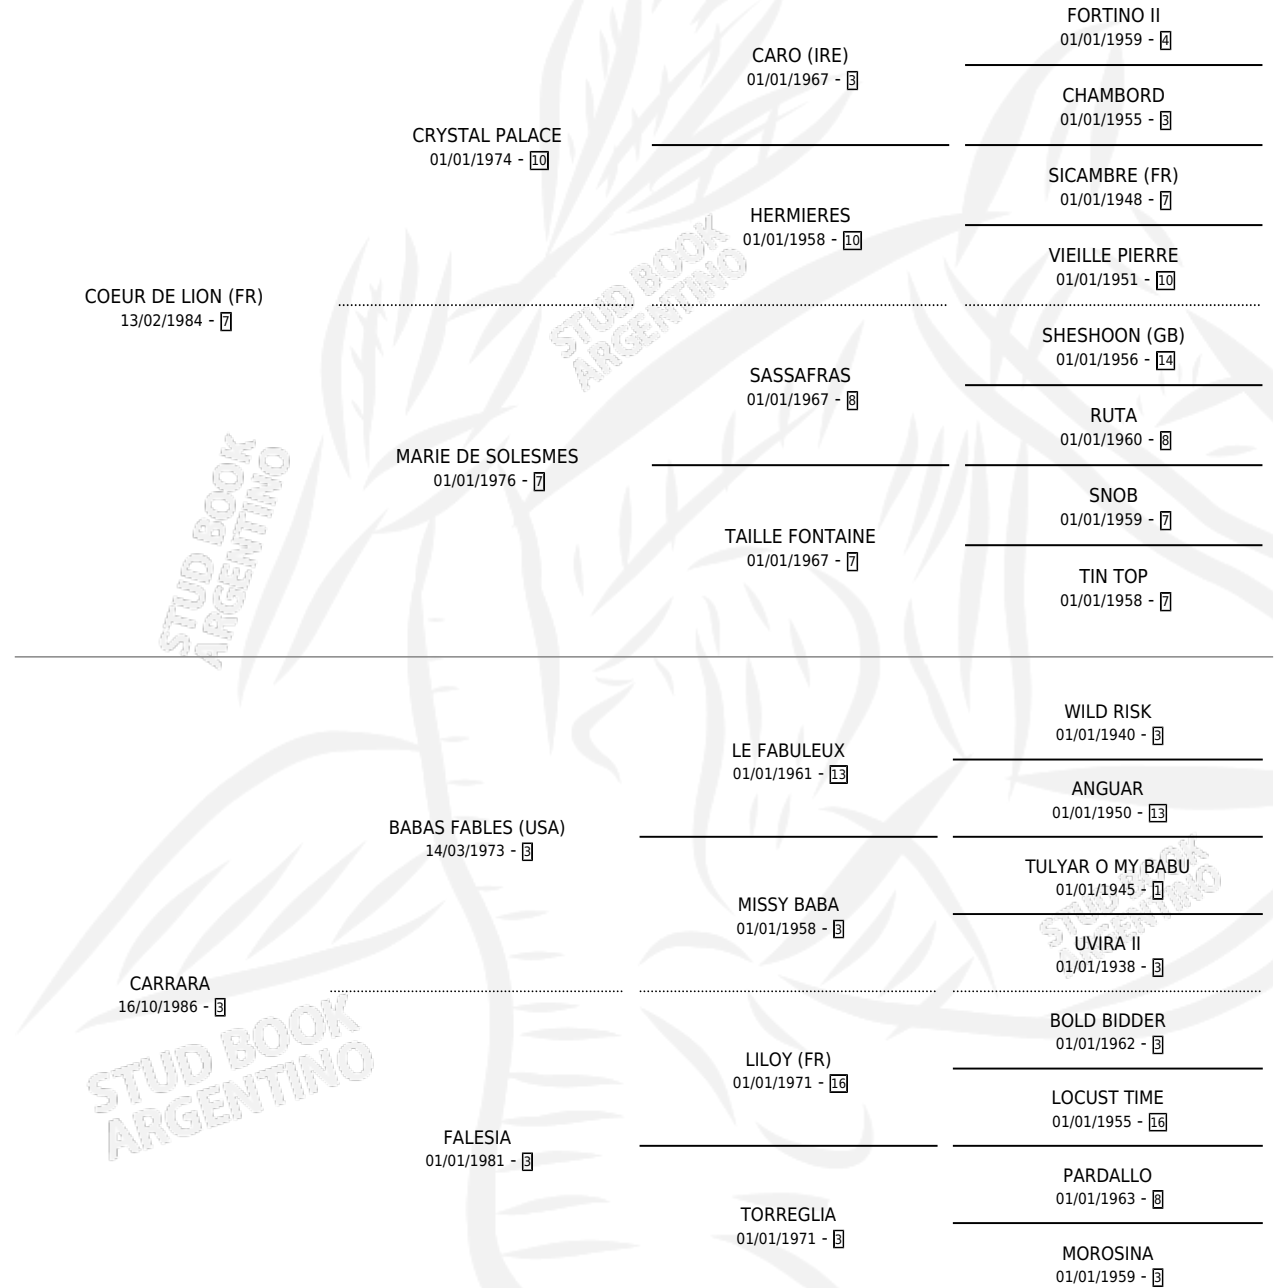 FORTINO II
01/01/1959 - 4
CARO (IRE)
01/01/1967 - 3
CHAMBORD
01/01/1955 - 3
CRYSTAL PALACE
01/01/1974 - 10
SICAMBRE (FR)
01/01/1948 - 7
HERMIERES
01/01/1958 - 10
VIEILLE PIERRE
01/01/1951 - 10
COEUR DE LION (FR)
13/02/1984 - 7
SHESHOON (GB)
01/01/1956 - 14
SASSAFRAS
01/01/1967 - 8
RUTA
01/01/1960 - 8
MARIE DE SOLESMES
01/01/1976 - 7
SNOB
01/01/1959 - 7
TAILLE FONTAINE
01/01/1967 - 7
TIN TOP
01/01/1958 - 7
STUD BOOK
ARGENTINO
STUD BOOK
ARGENTINO
WILD RISK
01/01/1940 - 3
LE FABULEUX
01/01/1961 - 13
ANGUAR
01/01/1950 - 13
BABAS FABLES (USA)
14/03/1973 - 3
TULYAR O MY BABU
01/01/1945 - 1
MISSY BABA
01/01/1958 - 3
UVIRA II
01/01/1938 - 3
CARRARA
16/10/1986 - 3
BOLD BIDDER
01/01/1962 - 3
LILOY (FR)
01/01/1971 - 16
LOCUST TIME
01/01/1955 - 16
FALESIA
01/01/1981 - 3
PARDALLO
01/01/1963 - 8
TORREGLIA
01/01/1971 - 3
MOROSINA
01/01/1959 - 3
STUD BOOK
ARGENTINO
STUD BOOK
ARGENTINO